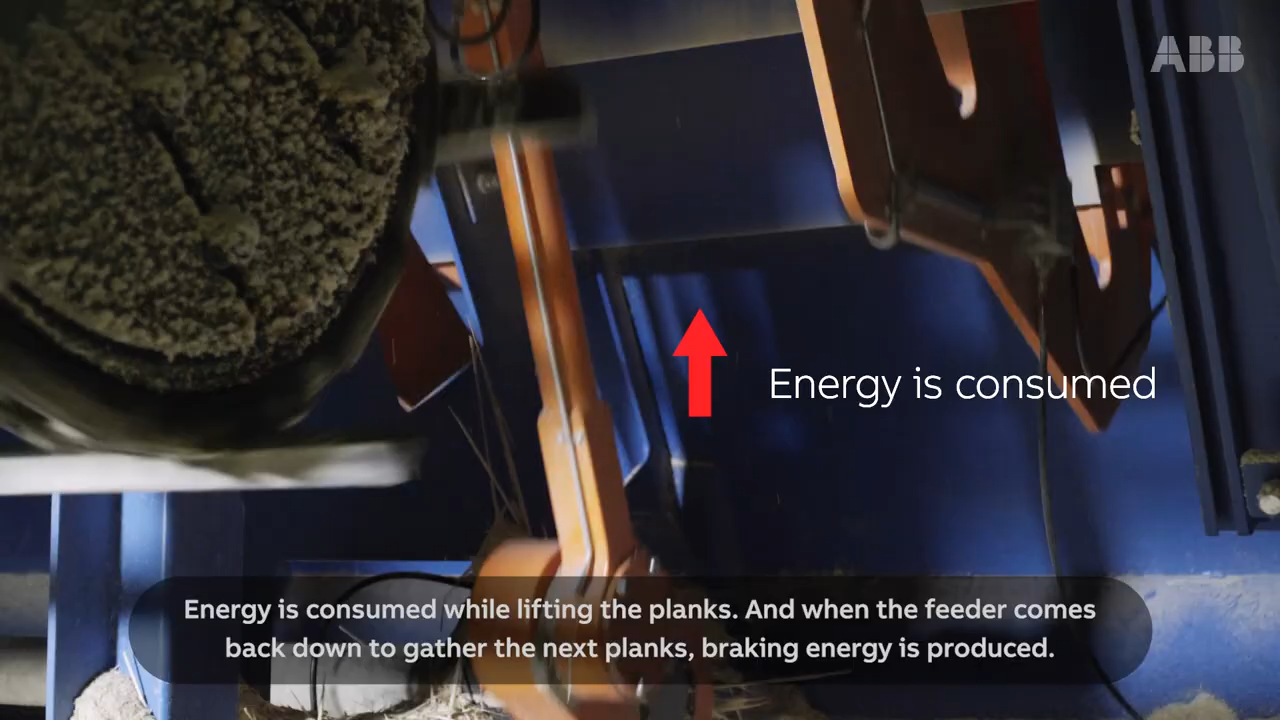 ABB
Energy is consumed
Energy is consumed while lifting the planks. And when the feeder comes
back down to gather the next planks, braking energy is produced.